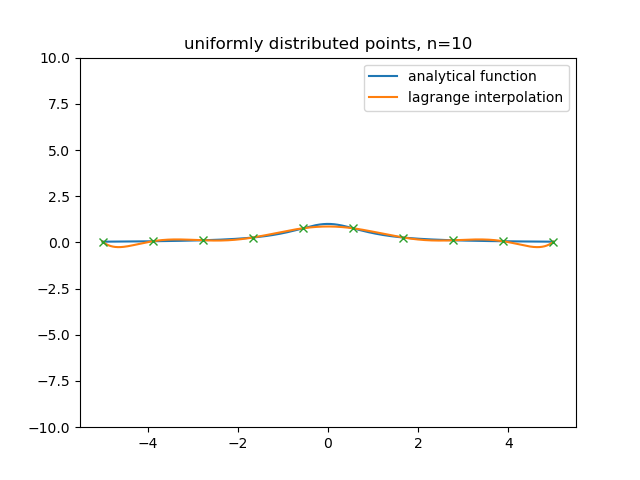 uniformly distributed points, n=10
10.0
7.5
5.0
2.5
0.0
−2.5
−5.0
−7.5
−10.0
analytical function
lagrange interpolation
−4 −2 0 2 4